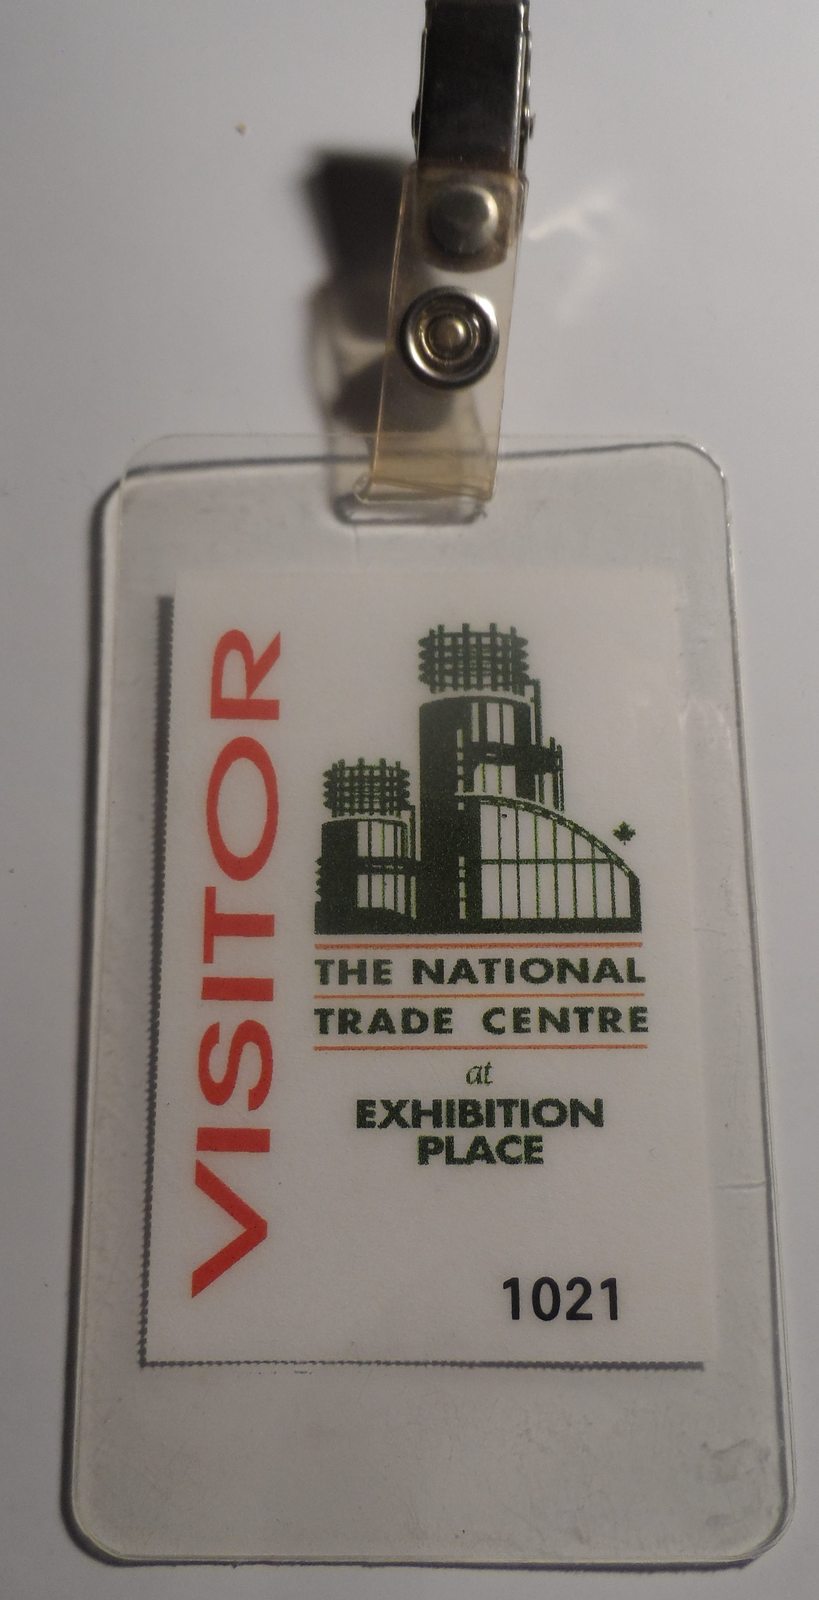 VISITOR
THE NATIONAL
TRADE CENTRE
at
EXHIBITION
PLACE
1021